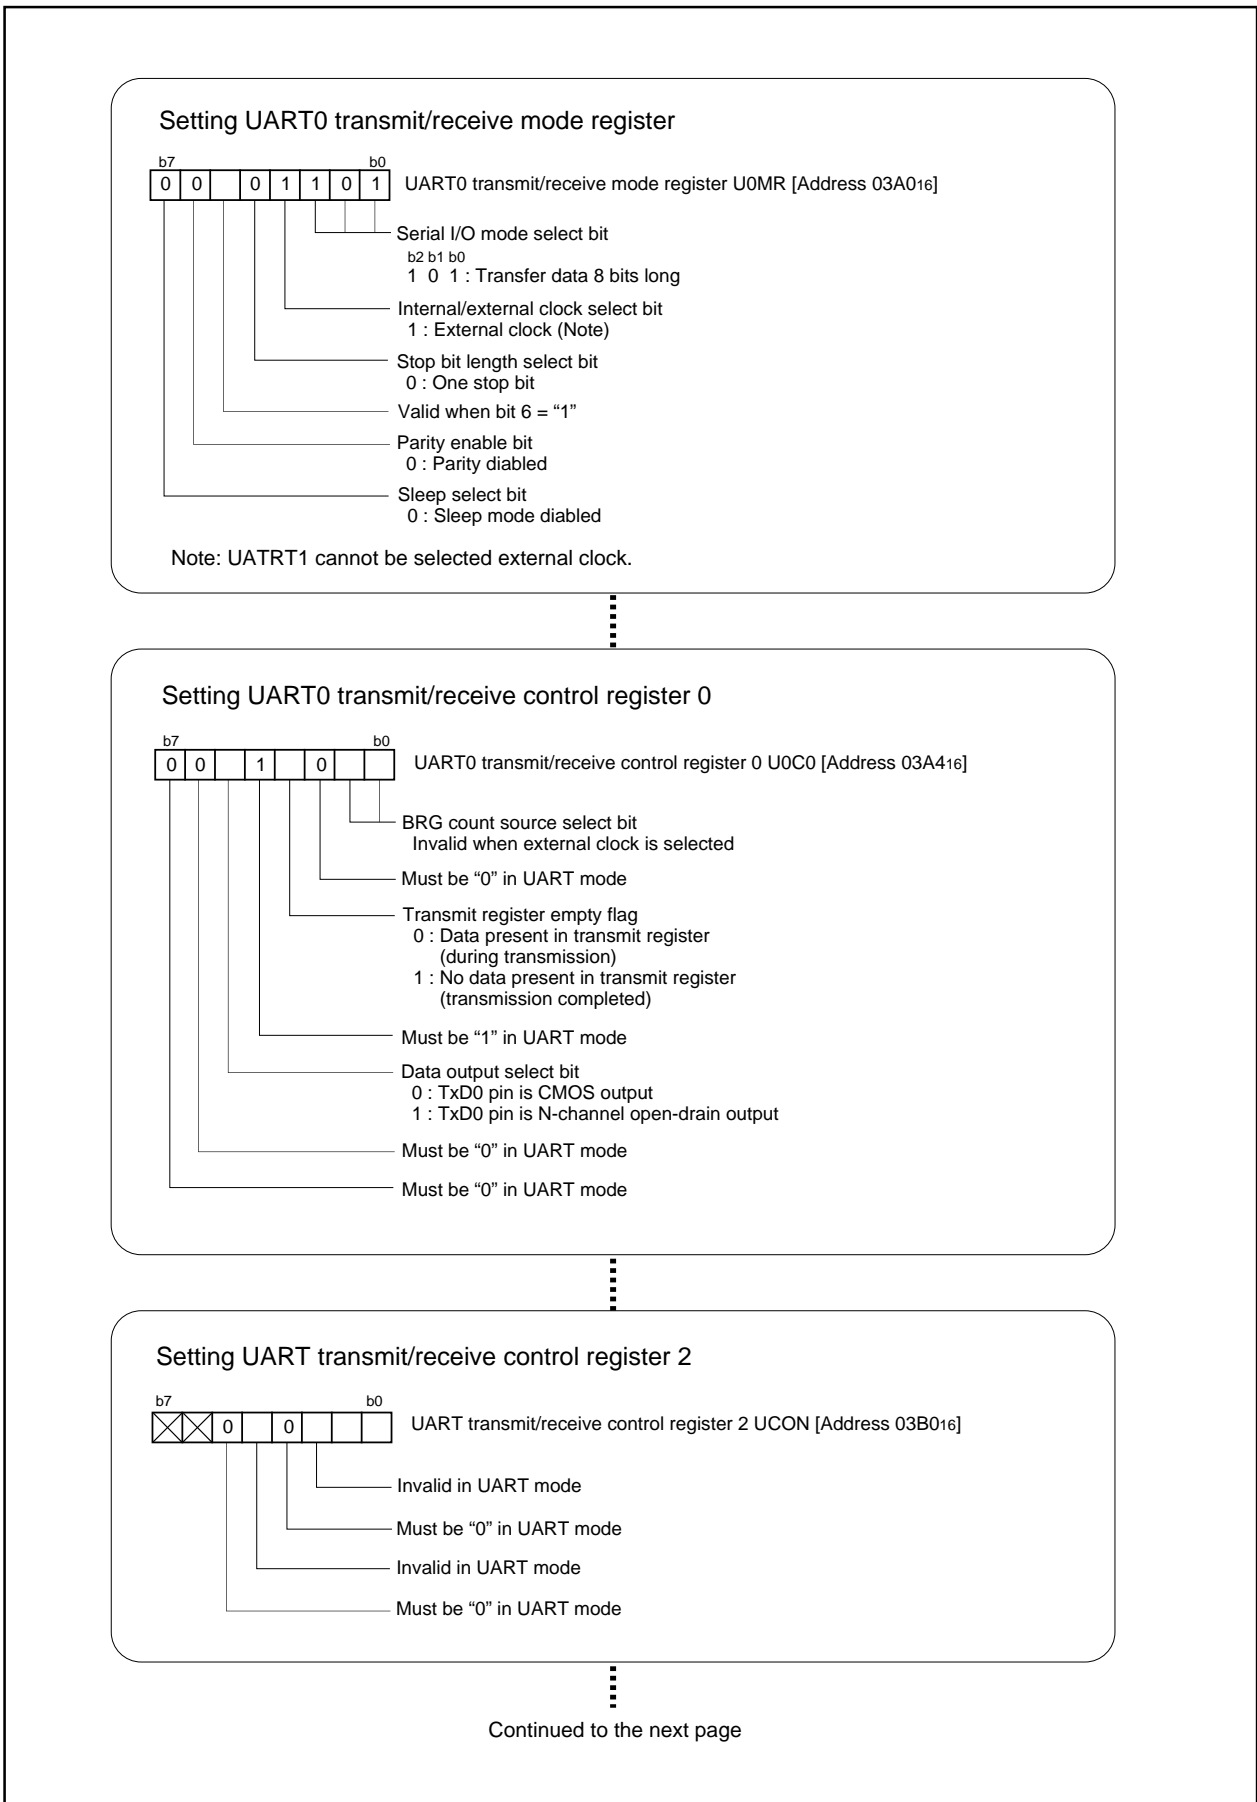 Setting UART0 transmit/receive mode register
b7 b0
0 0 0 1 1 0 1 UART0 transmit/receive mode register U0MR [Address 03A016]
Serial I/O mode select bit
b2 b1 b0
1 0 1 : Transfer data 8 bits long
Internal/external clock select bit
1 : External clock (Note)
Stop bit length select bit
0 : One stop bit
Valid when bit 6 = “1”
Parity enable bit
0 : Parity diabled
Sleep select bit
0 : Sleep mode diabled
Note: UATRT1 cannot be selected external clock.
Setting UART0 transmit/receive control register 0
b7 b0
0 0 1 0 UART0 transmit/receive control register 0 U0C0 [Address 03A416]
BRG count source select bit
Invalid when external clock is selected
Must be “0” in UART mode
Transmit register empty flag
0 : Data present in transmit register
(during transmission)
1 : No data present in transmit register
(transmission completed)
Must be “1” in UART mode
Data output select bit
0 : TxD0 pin is CMOS output
1 : TxD0 pin is N-channel open-drain output
Must be “0” in UART mode
Must be “0” in UART mode
Setting UART transmit/receive control register 2
b7 b0
0 0 UART transmit/receive control register 2 UCON [Address 03B016]
Invalid in UART mode
Must be “0” in UART mode
Invalid in UART mode
Must be “0” in UART mode
Continued to the next page